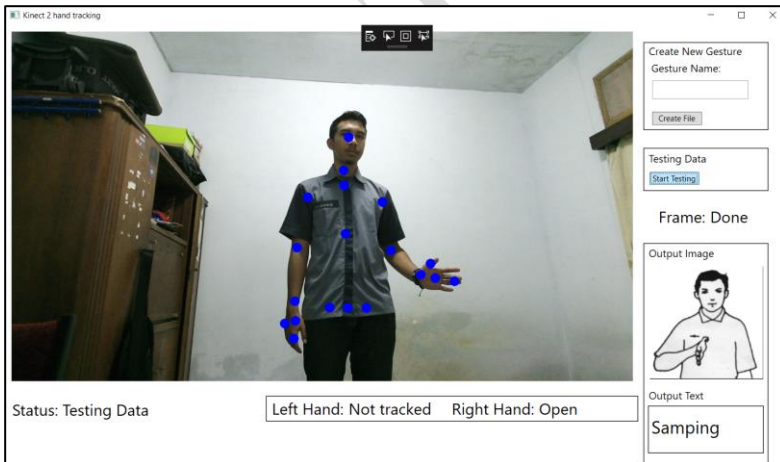 Kinect 2 hand tracking
Create New Gesture
Gesture Name:
Create File
Testing Data
Start Testing
Frame: Done
Output Image
Output Text
Samping
Status: Testing Data
Left Hand: Not tracked Right Hand: Open